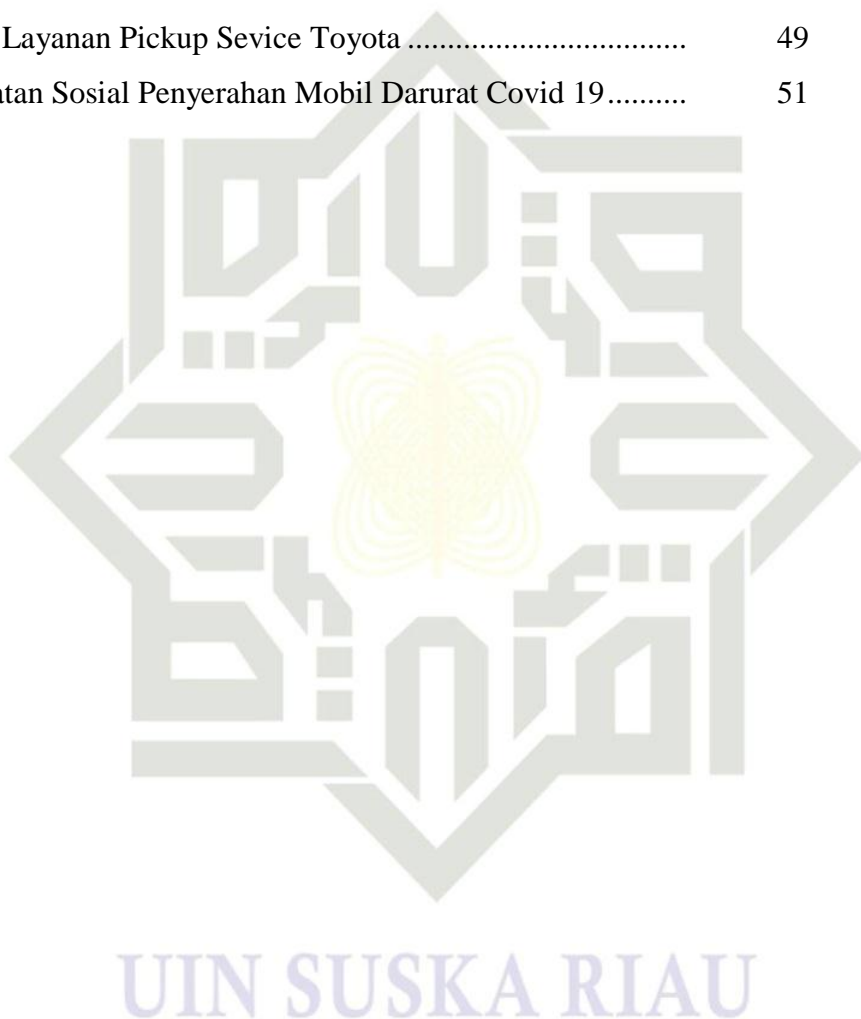 Layanan Pickup Sevice Toyota .................................. 49
atan Sosial Penyerahan Mobil Darurat Covid 19.......... 51
UIN SUSKA RIAU